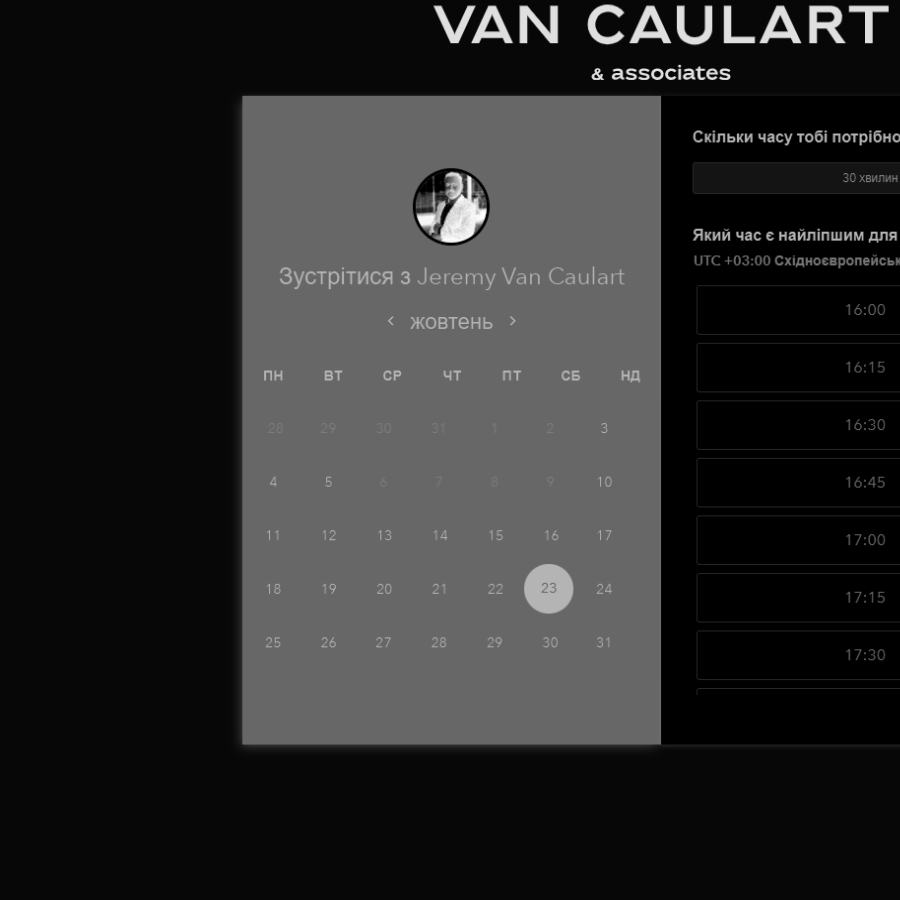 VAN CAULART
& associates
Зустрітися з Jeremy Van Caulart
жовтень
ПН ВТ СР ЧТ ПТ СБ НД
28 29 30 31 1 2 3
4 5 6 7 8 9 10
11 12 13 14 15 16 17
18 19 20 21 22 23 24
25 26 27 28 29 30 31
Скільки часу тобі потрібно
30 хвилин
Який час є найліпшим для
UTC +03:00 Східноєвропейськ
16:00
16:15
16:30
16:45
17:00
17:15
17:30